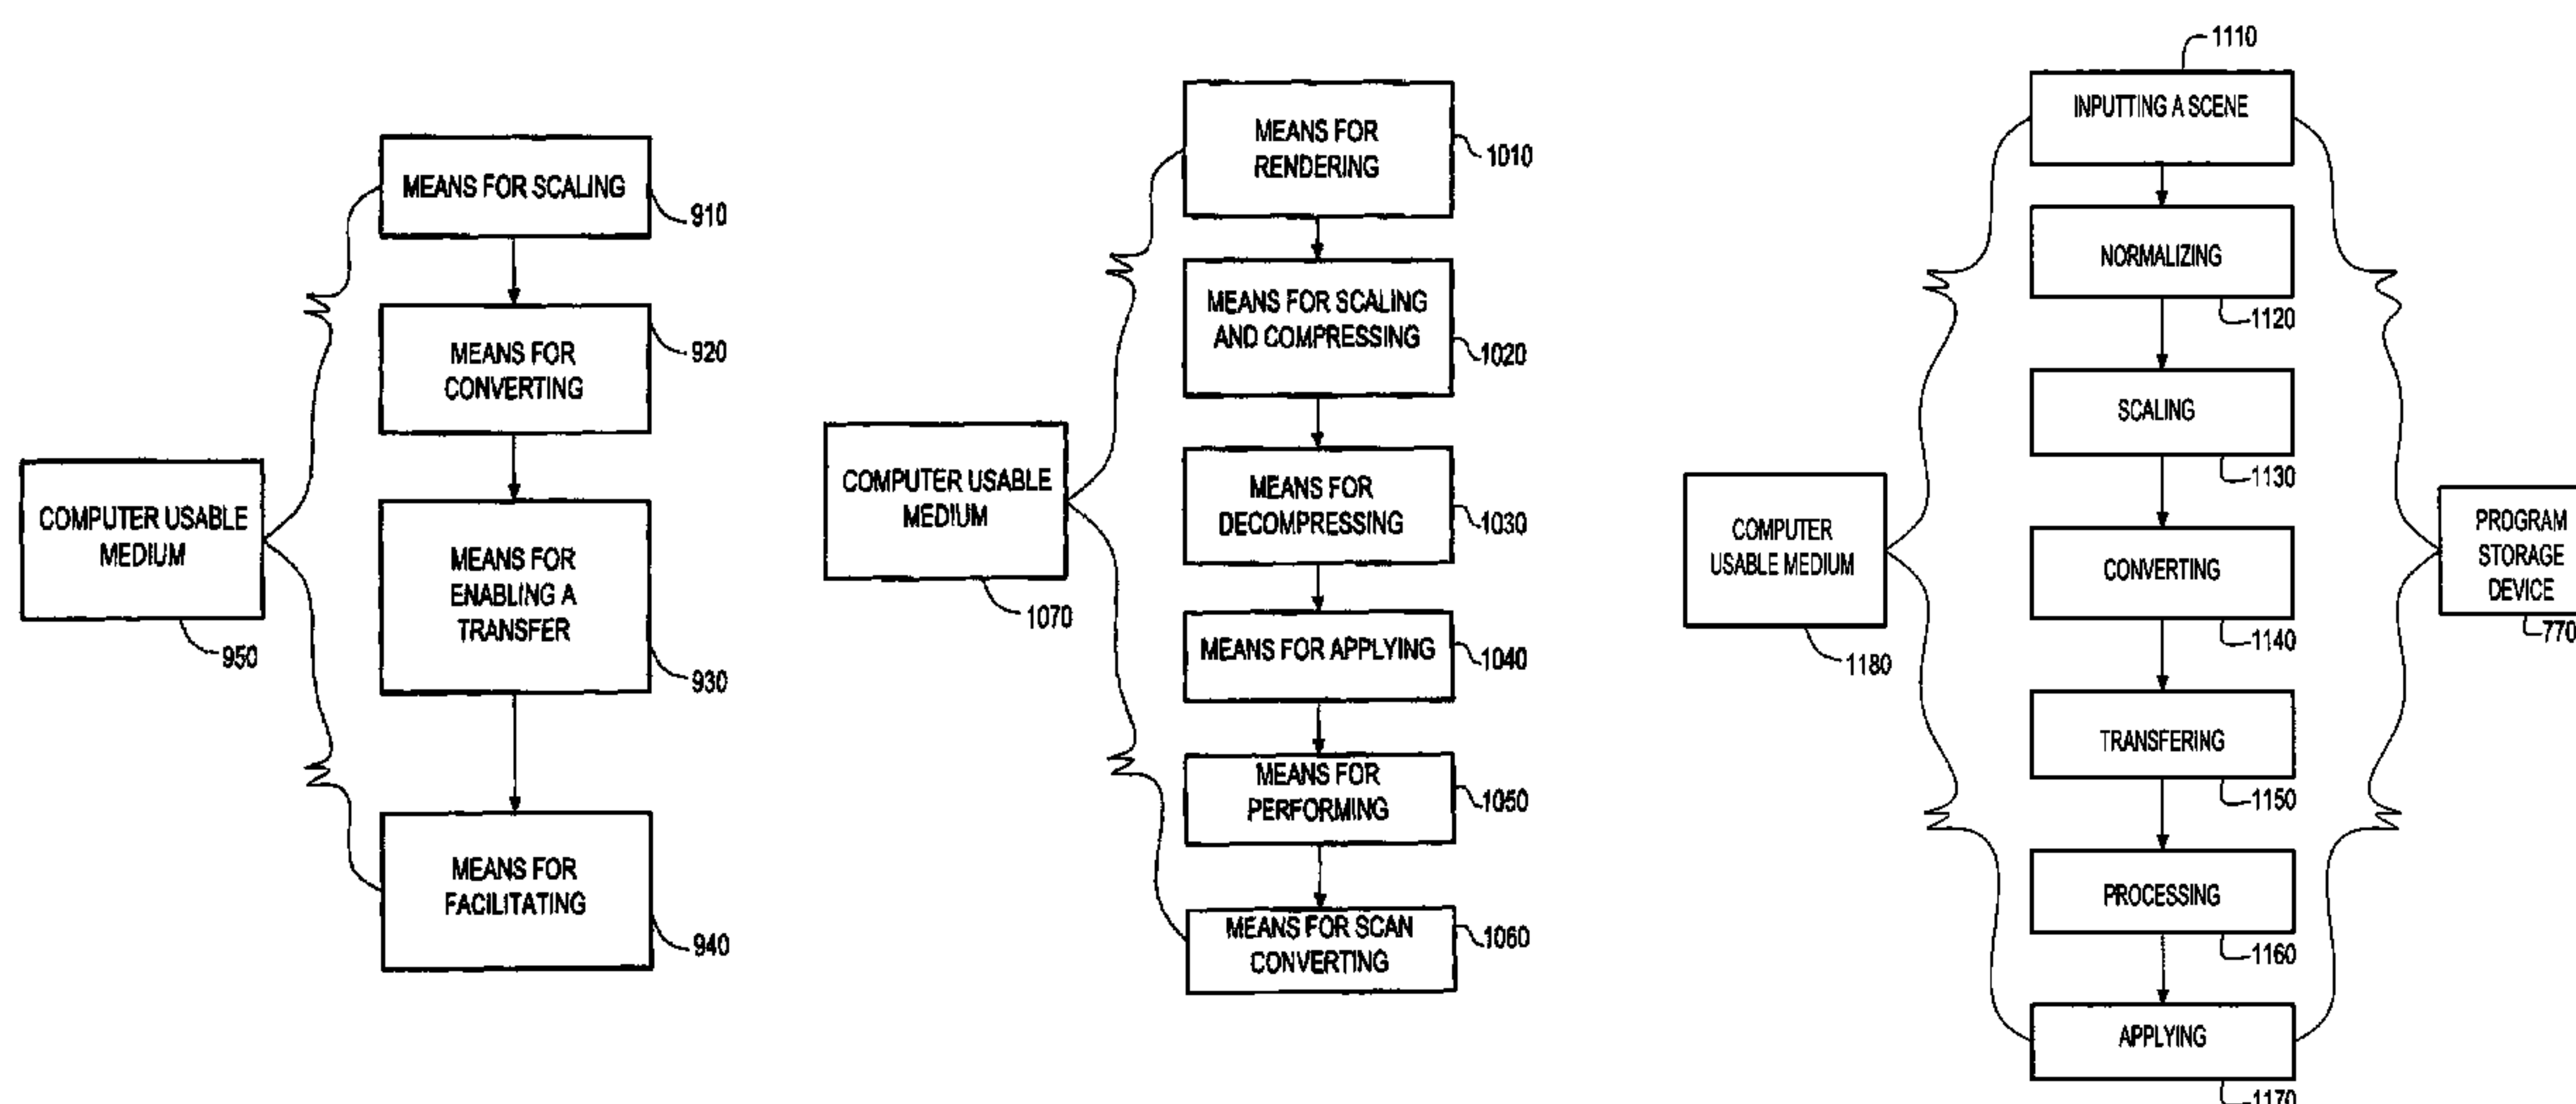 MEANS FOR SCALING
910
MEANS FOR
CONVERTING
920
COMPUTER USABLE
MEDIUM
950
MEANS FOR
ENABLING A
TRANSFER
930
MEANS FOR
FACILITATING
940
MEANS FOR
RENDERING
1010
MEANS FOR SCALING
AND COMPRESSING
1020
COMPUTER USABLE
MEDIUM
1070
MEANS FOR
DECOMPRESSING
1030
MEANS FOR APPLYING
1040
MEANS FOR
PERFORMING
1050
MEANS FOR SCAN
CONVERTING
1060
1110
INPUTTING A SCENE
NORMALIZING
1120
SCALING
1130
COMPUTER
USABLE MEDIUM
1180
CONVERTING
1140
PROGRAM
STORAGE
DEVICE
770
TRANSFERING
1150
PROCESSING
1160
APPLYING
1170